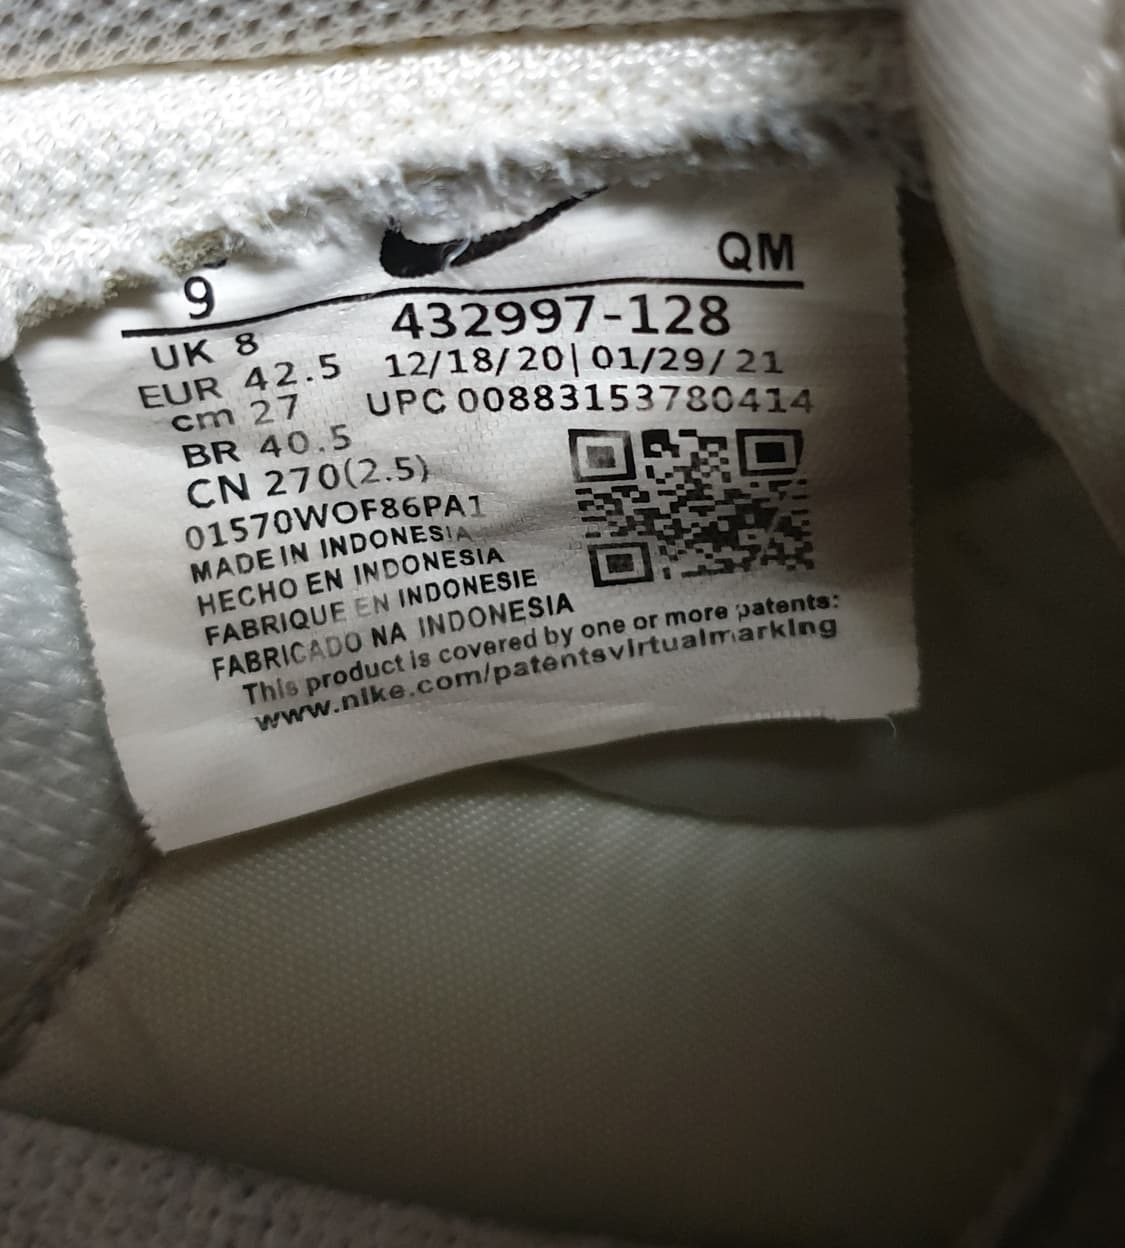 QM
9
432997-128
UK 8
12/18/20|01/29/21
EUR 42.5
UPC 00883153780414
cm 27
BR 40.5
CN 270(2.5)
01570WOF86PA1
MADE IN INDONESIA
HECHO EN INDONESIA
FABRIQUE EN INDONESIE
FABRICADO NA INDONESIA
This product is covered by one or more patents:
www.nike.com/patentsvirtualmarking